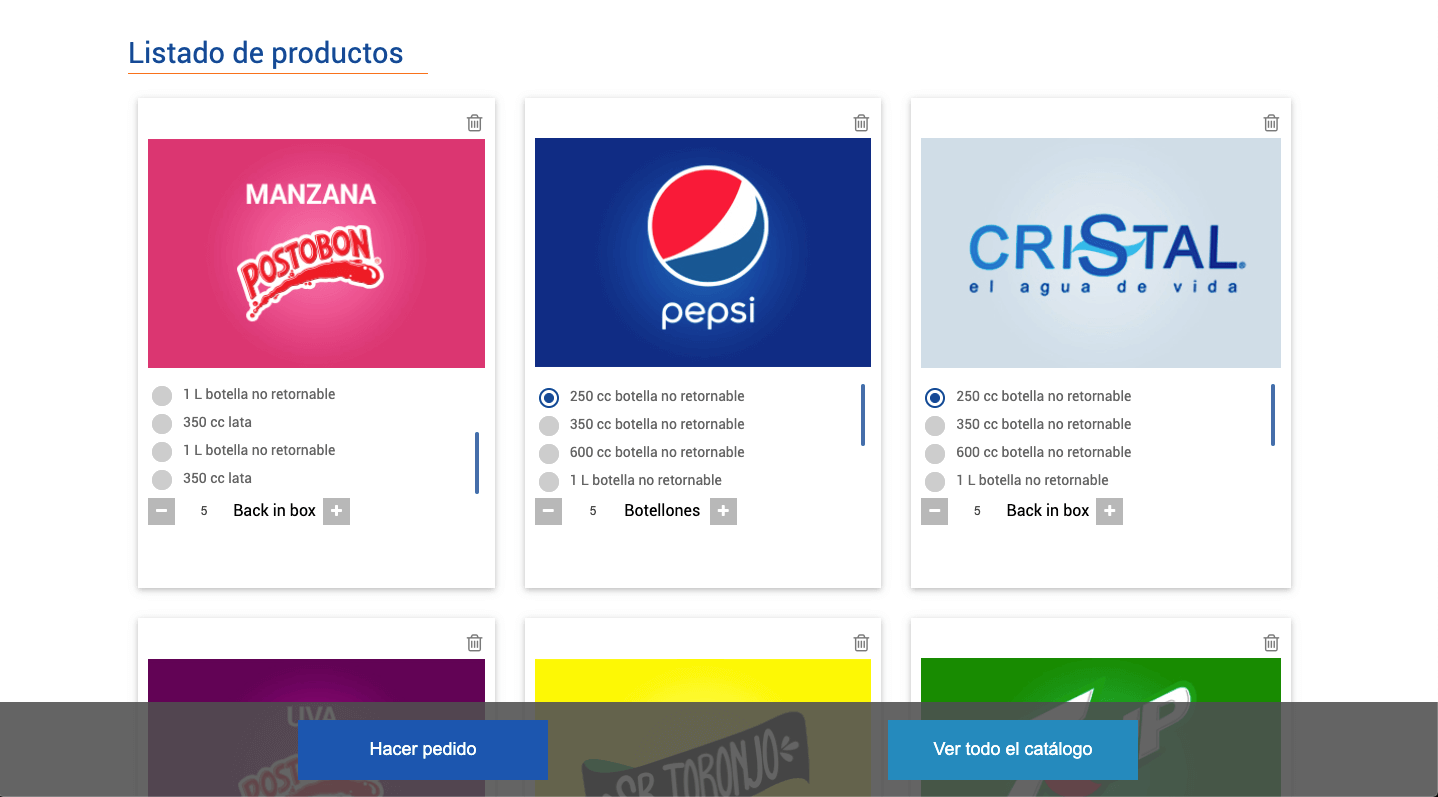 Listado de productos
MANZANA
POSTOBON
pepsi
CRISTAL
el agua de vida
1 L botella no retornable
350 cc lata
1 L botella no retornable
350 cc lata
5 Back in box
250 cc botella no retornable
350 cc botella no retornable
600 cc botella no retornable
1 L botella no retornable
5 Botellones
250 cc botella no retornable
350 cc botella no retornable
600 cc botella no retornable
1 L botella no retornable
5 Back in box
UVA
POSTOBON
SR TORONJO
7UP
Hacer pedido
Ver todo el catálogo